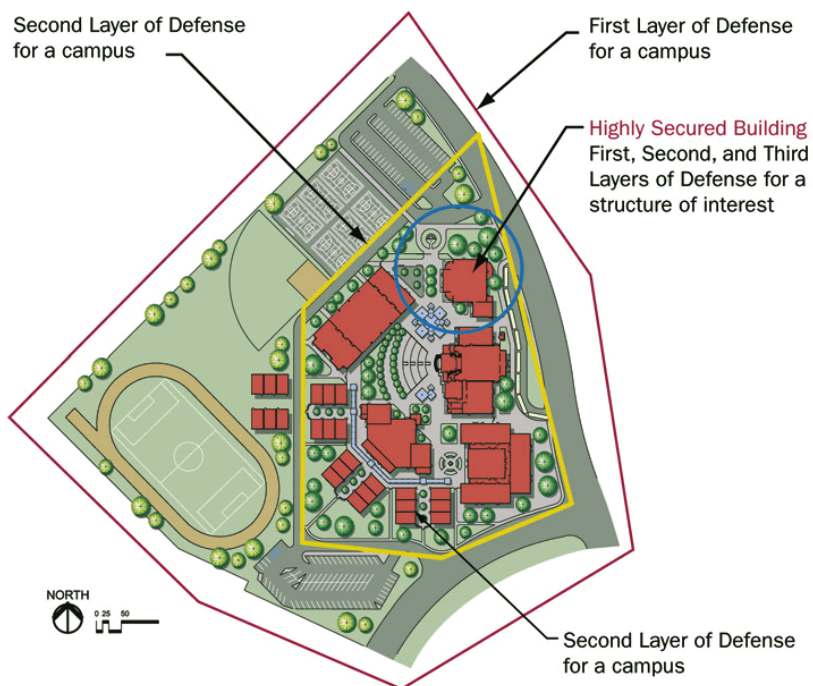 Second Layer of Defense
for a campus
First Layer of Defense
for a campus
Highly Secured Building
First, Second, and Third
Layers of Defense for a
structure of interest
NORTH
0 25 50
Second Layer of Defense
for a campus